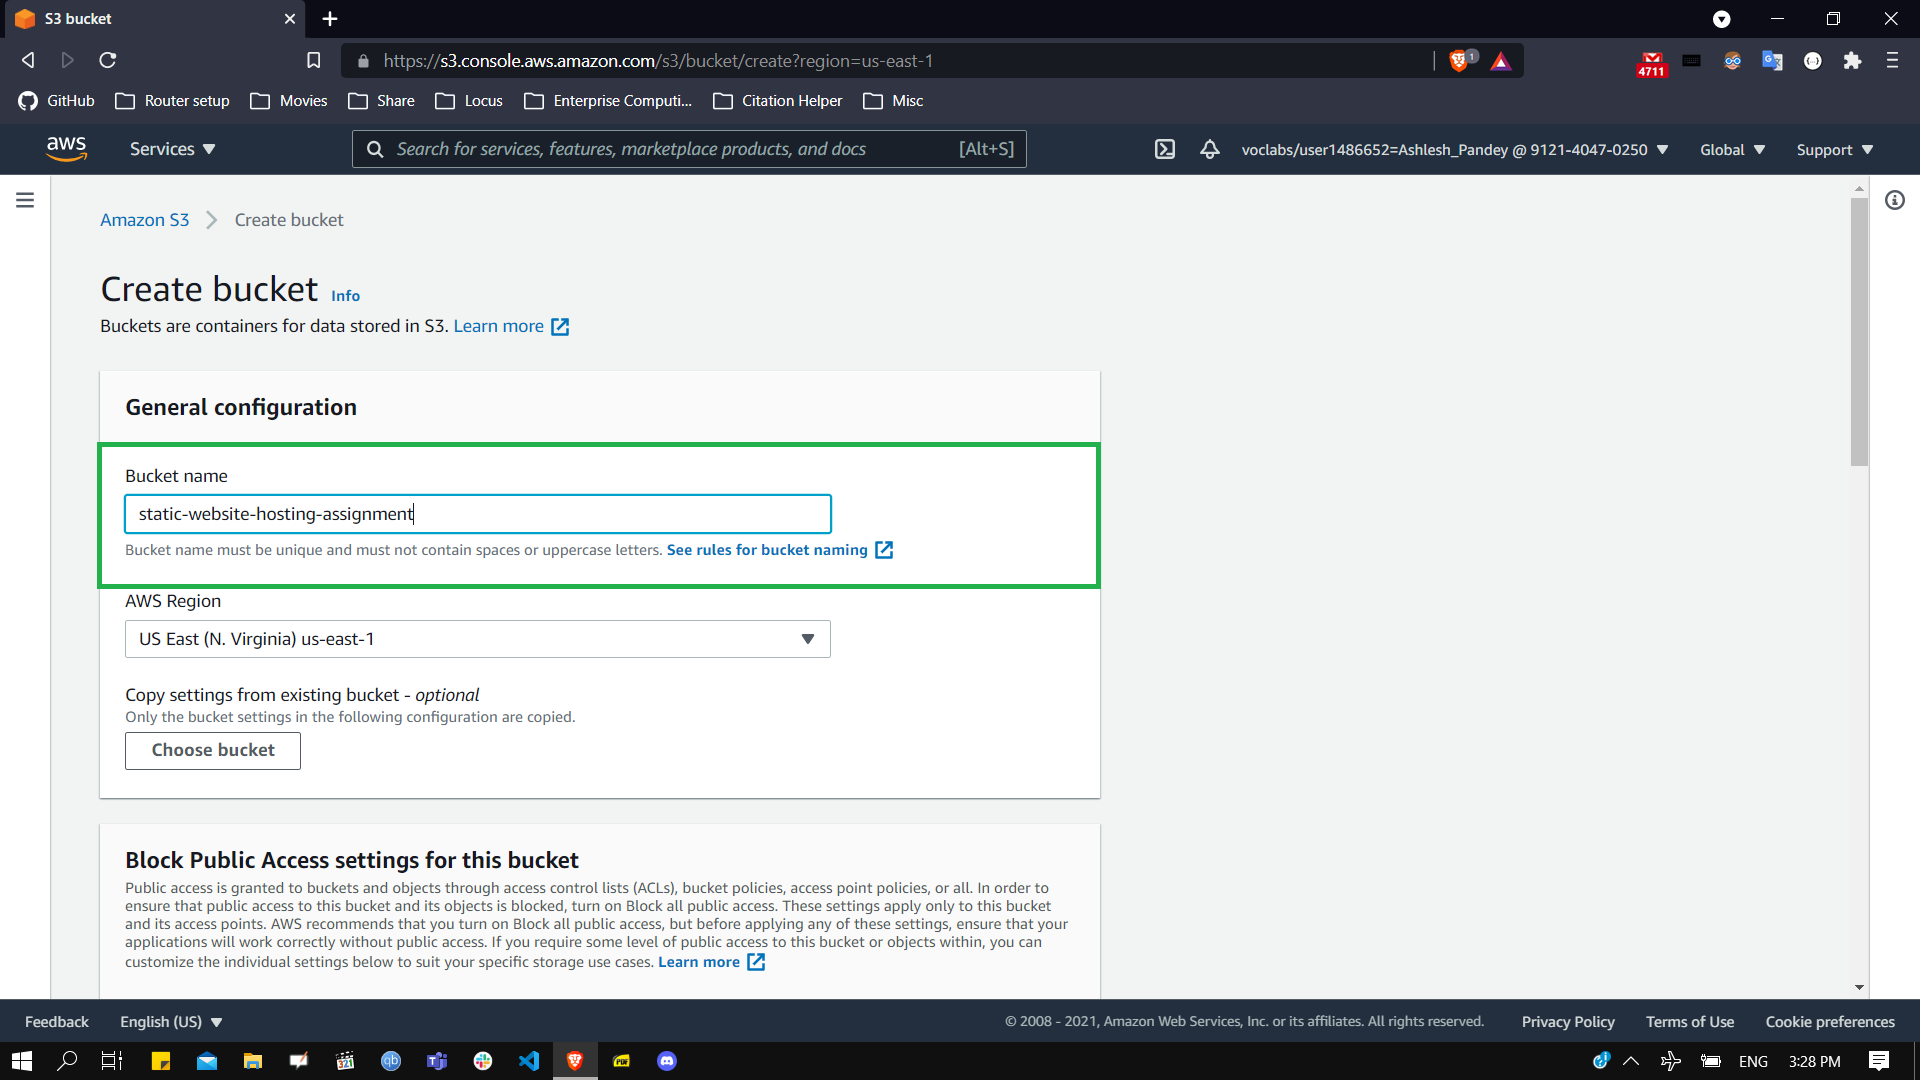 S3 bucket
https://s3.console.aws.amazon.com/s3/bucket/create?region=us-east-1
1
4711
GitHub Router setup Movies Share Locus Enterprise Computi... Citation Helper Misc
aws Services Search for services, features, marketplace products, and docs [Alt+S] voclabs/user1486652=Ashlesh_Pandey @ 9121-4047-0250 Global Support
Amazon S3 Create bucket
Create bucket Info
Buckets are containers for data stored in S3. Learn more
General configuration
Bucket name
static-website-hosting-assignment
Bucket name must be unique and must not contain spaces or uppercase letters. See rules for bucket naming
AWS Region
US East (N. Virginia) us-east-1
Copy settings from existing bucket - optional
Only the bucket settings in the following configuration are copied.
Choose bucket
Block Public Access settings for this bucket
Public access is granted to buckets and objects through access control lists (ACLs), bucket policies, access point policies, or all. In order to
ensure that public access to this bucket and its objects is blocked, turn on Block all public access. These settings apply only to this bucket
and its access points. AWS recommends that you turn on Block all public access, but before applying any of these settings, ensure that your
applications will work correctly without public access. If you require some level of public access to this bucket or objects within, you can
customize the individual settings below to suit your specific storage use cases. Learn more
Feedback English (US) © 2008 - 2021, Amazon Web Services, Inc. or its affiliates. All rights reserved. Privacy Policy Terms of Use Cookie preferences
321 qb PDF ENG 3:28 PM